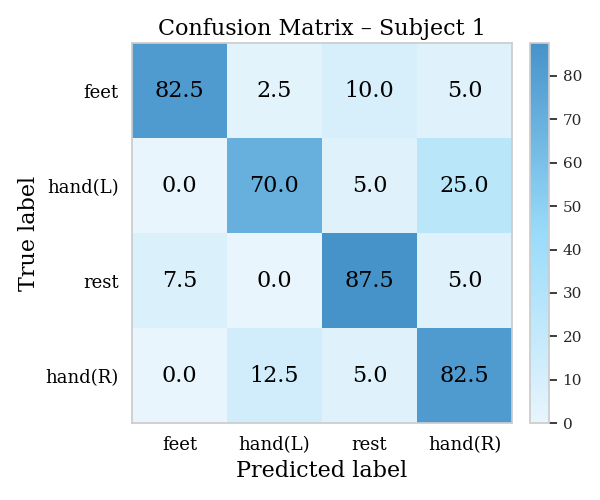 Confusion Matrix – Subject 1
True label
feet 82.5 2.5 10.0 5.0
hand(L) 0.0 70.0 5.0 25.0
rest 7.5 0.0 87.5 5.0
hand(R) 0.0 12.5 5.0 82.5
feet hand(L) rest hand(R)
Predicted label
80
70
60
50
40
30
20
10
0